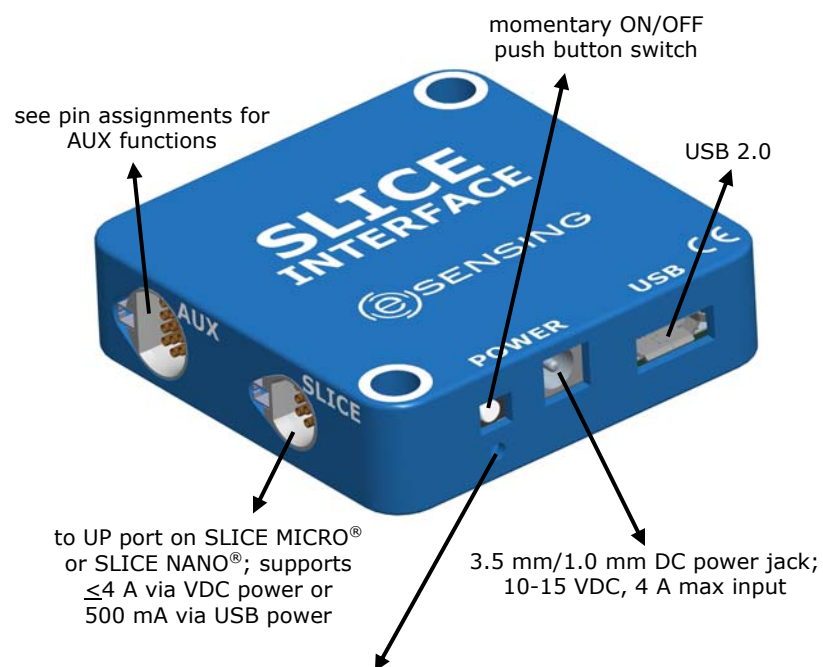 momentary ON/OFF
push button switch
see pin assignments for
AUX functions
USB 2.0
SLICE
INTERFACE
eSENSING
USB CE
POWER
AUX
SLICE
to UP port on SLICE MICRO®
or SLICE NANO®; supports
≤4 A via VDC power or
500 mA via USB power
3.5 mm/1.0 mm DC power jack;
10-15 VDC, 4 A max input